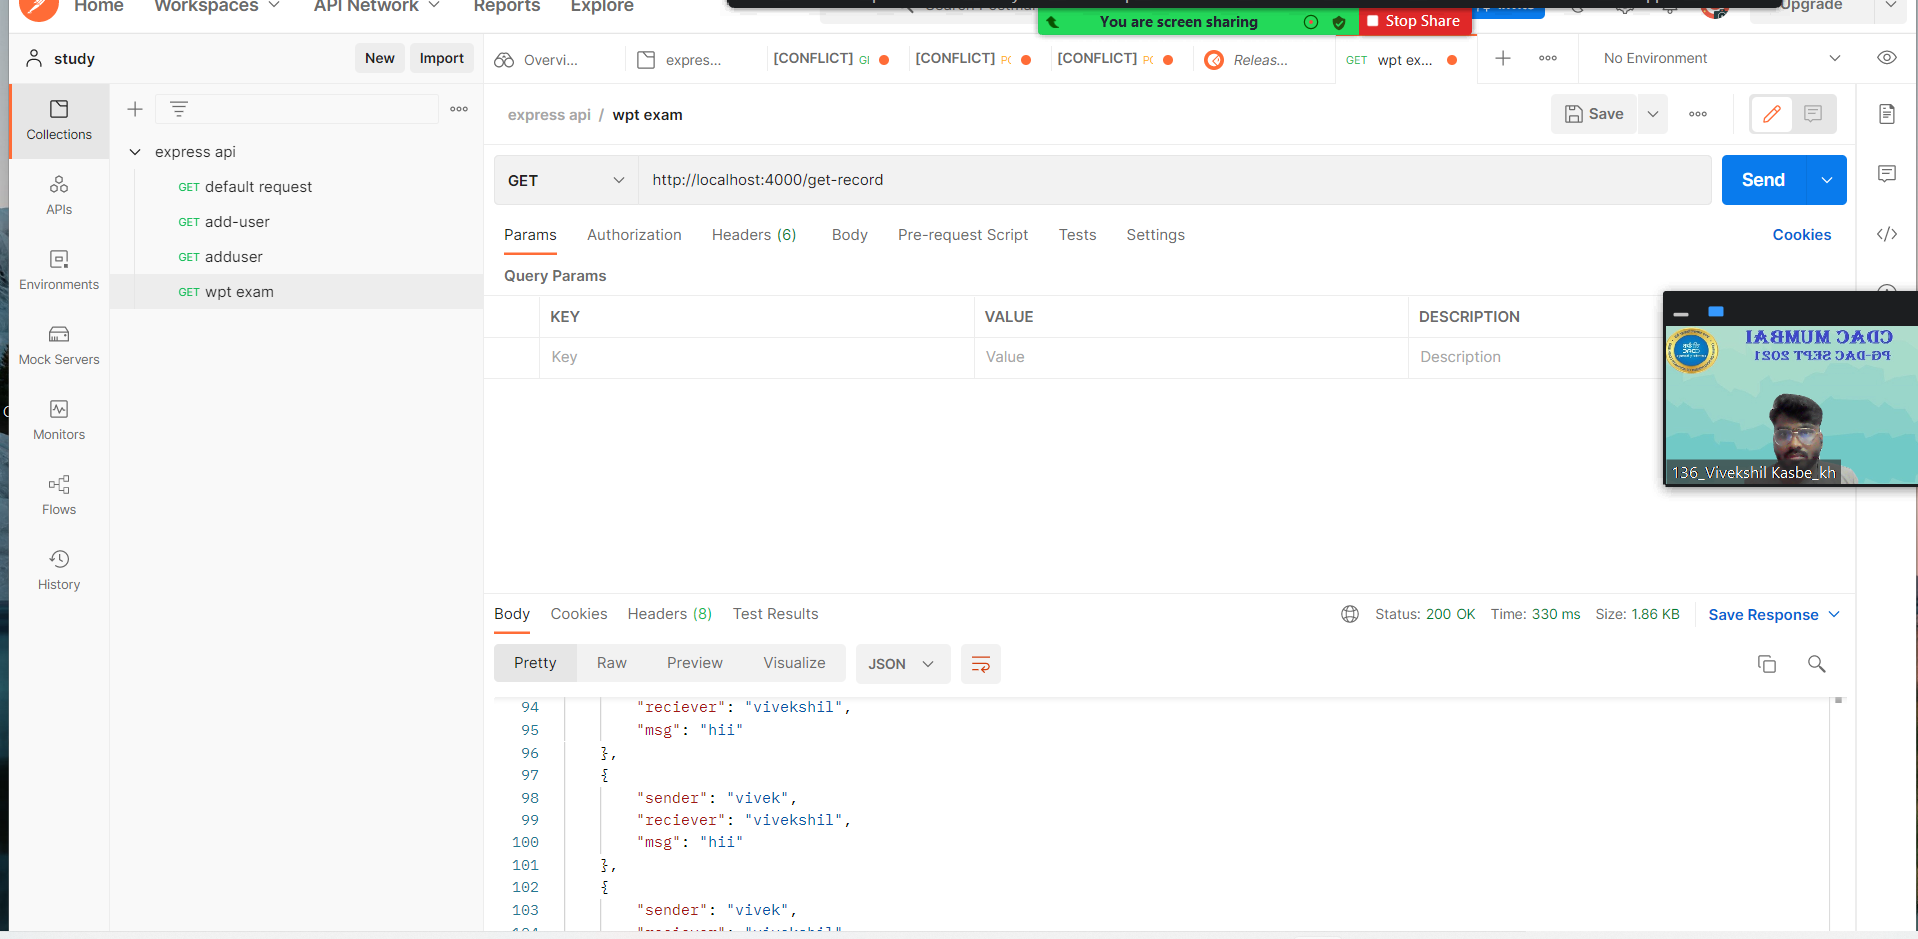 Home Workspaces API Network Reports Explore
You are screen sharing
Stop Share
Upgrade
study
New
Import
Overvi...
expres...
[CONFLICT] GI
[CONFLICT] PC
[CONFLICT] PC
Releas...
GET wpt ex...
No Environment
Collections
APIs
Environments
Mock Servers
Monitors
Flows
History
express api
GET default request
GET add-user
GET adduser
GET wpt exam
express api / wpt exam
Save
GET
http://localhost:4000/get-record
Send
Params Authorization Headers (6) Body Pre-request Script Tests Settings
Cookies
Query Params
KEY VALUE DESCRIPTION
Key Value Description
CDAC MUMBAI
PG-DAC SEPT 2021
136_Vivekshil Kasbe_kh
Body Cookies Headers (8) Test Results
Status: 200 OK Time: 330 ms Size: 1.86 KB
Save Response
Pretty Raw Preview Visualize
JSON
94 "reciever": "vivekshil",
95 "msg": "hii"
96 },
97 {
98 "sender": "vivek",
99 "reciever": "vivekshil",
100 "msg": "hii"
101 },
102 {
103 "sender": "vivek",